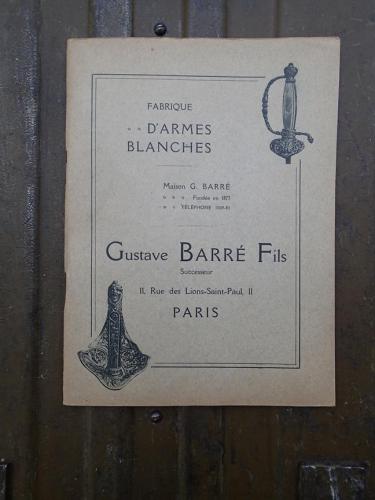 FABRIQUE
D'ARMES
BLANCHES
Maison G. BARRÉ
Fondée en 1877
TÉLÉPHONE
Gustave BARRÉ Fils
Successeur
11, Rue des Lions-Saint-Paul, 11
PARIS